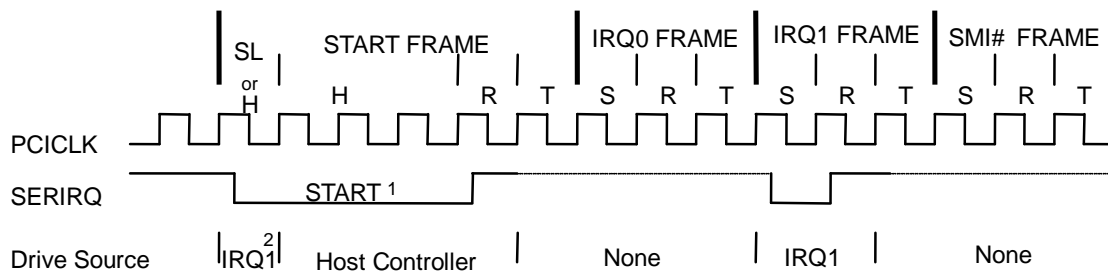 SL or H
START FRAME
IRQ0 FRAME
IRQ1 FRAME
SMI# FRAME
H R T S R T S R T S R T
PCICLK
SERIRQ START 1
Drive Source IRQ1 2 Host Controller None IRQ1 None